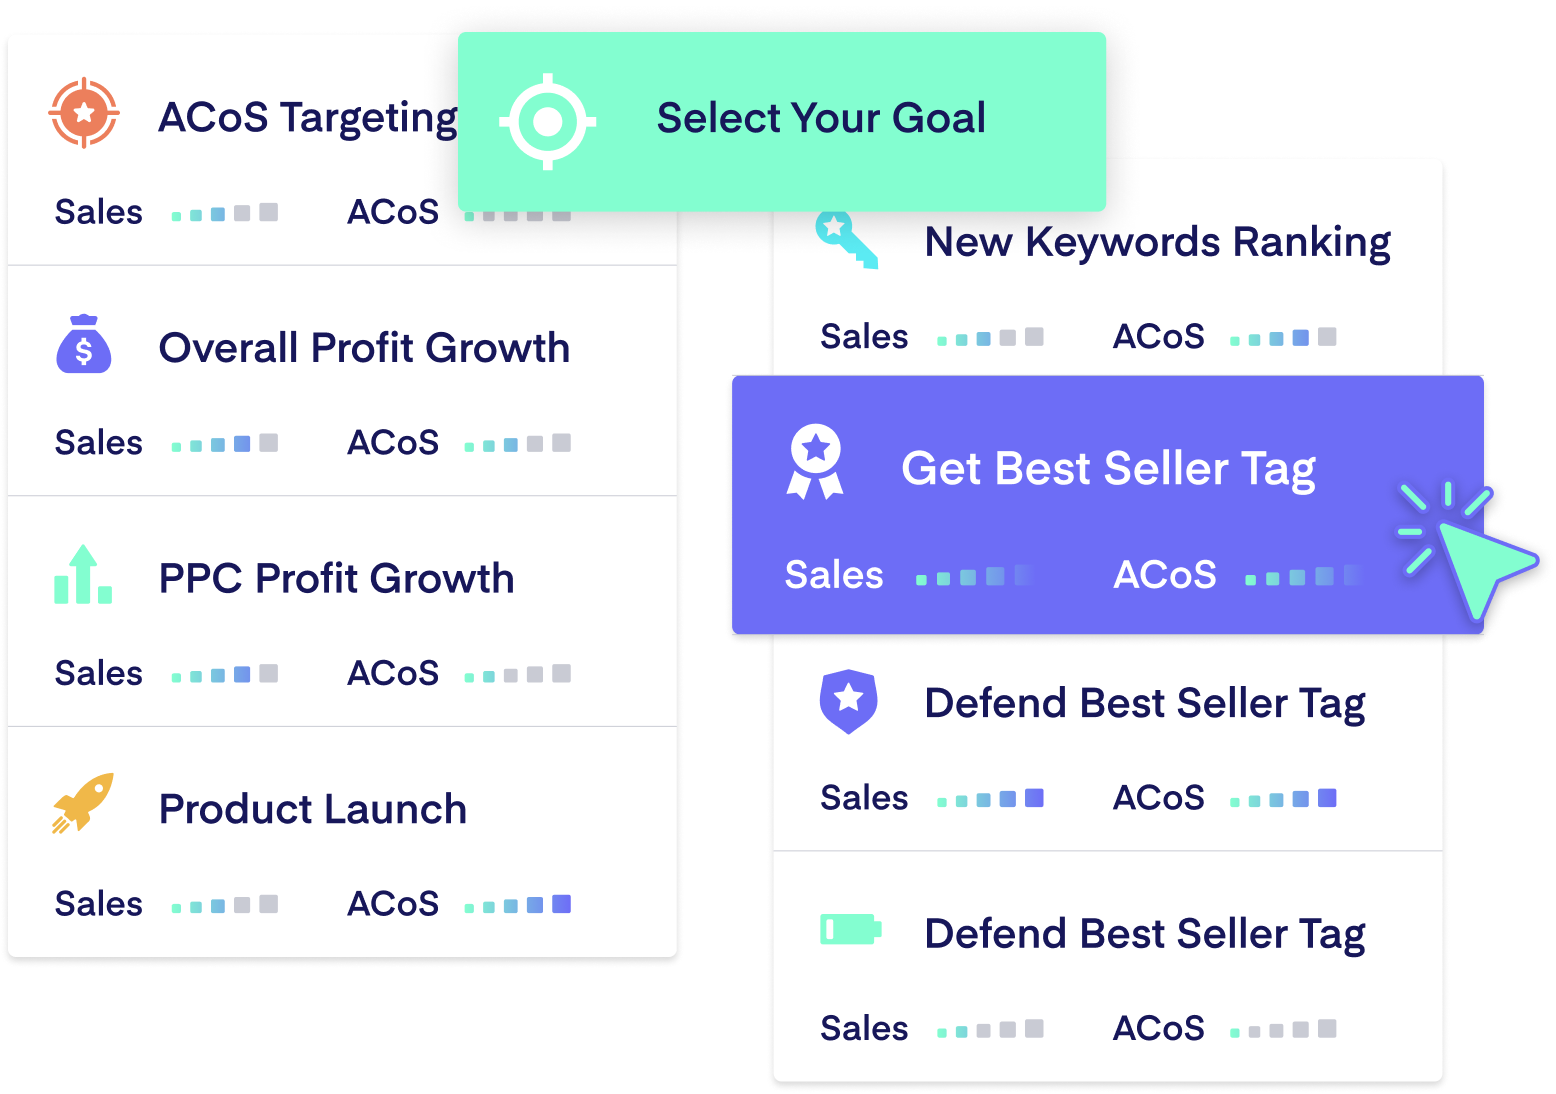 Select Your Goal
ACoS Targeting
Sales ACoS
Overall Profit Growth
$
Sales ACoS
PPC Profit Growth
Sales ACoS
Product Launch
Sales ACoS
New Keywords Ranking
Sales ACoS
Get Best Seller Tag
Sales ACoS
Defend Best Seller Tag
Sales ACoS
Defend Best Seller Tag
Sales ACoS